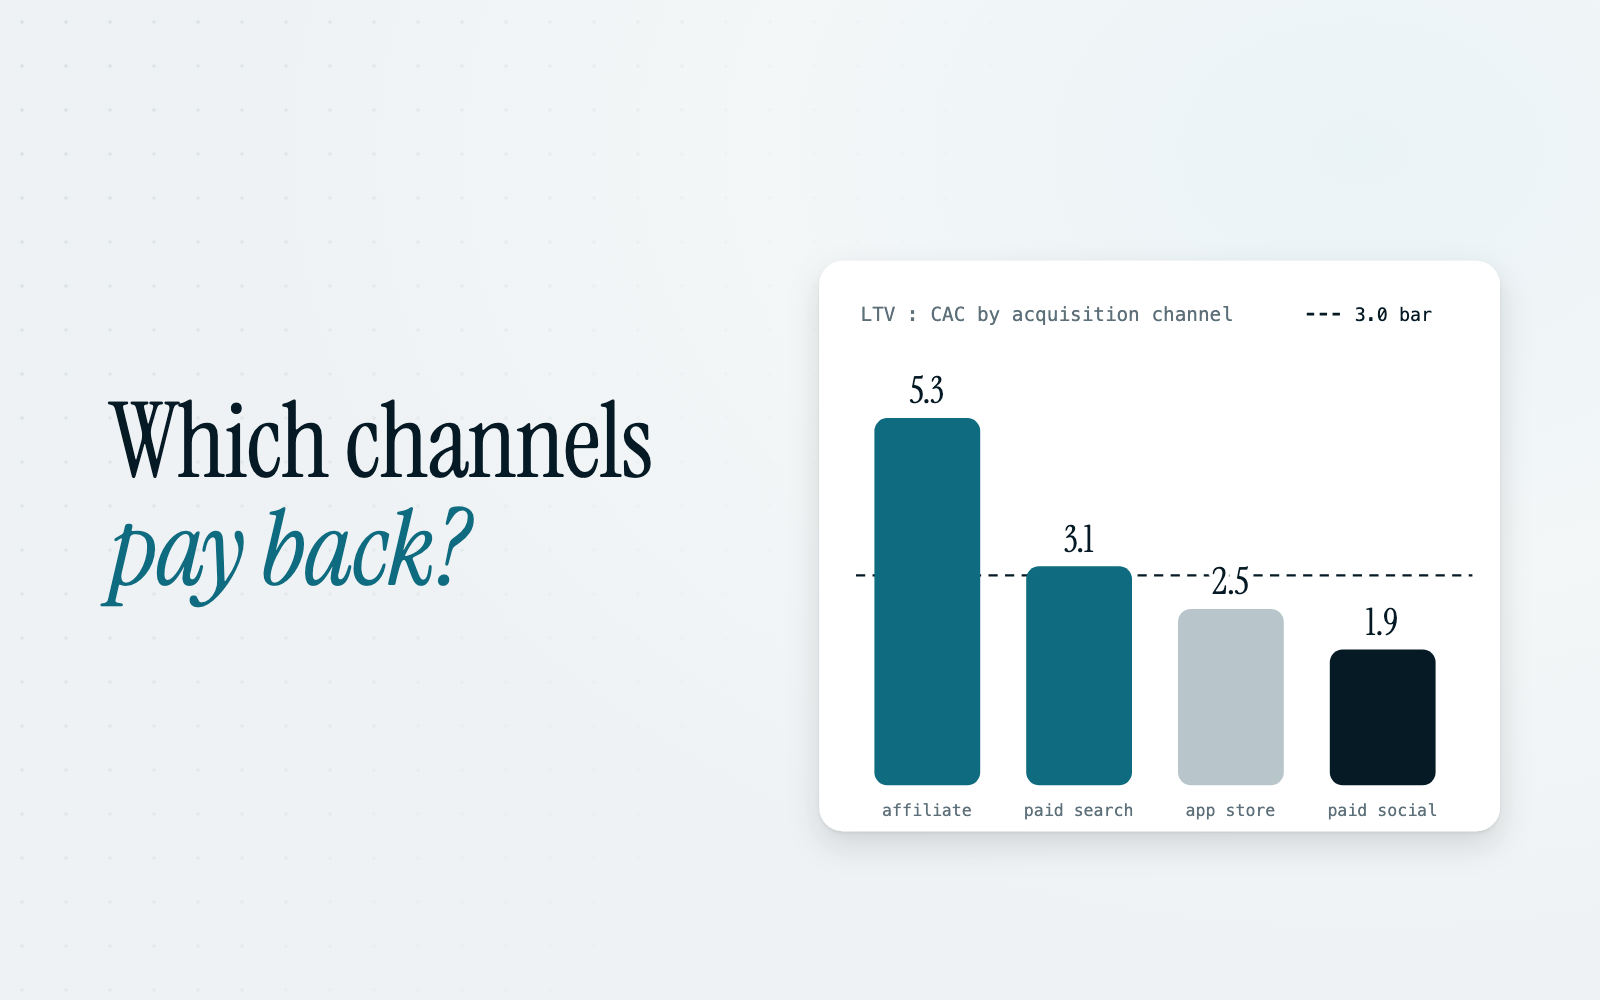 Which channels
pay back?
LTV : CAC by acquisition channel
--- 3.0 bar
5.3
3.1
2.5
1.9
affiliate
paid search
app store
paid social